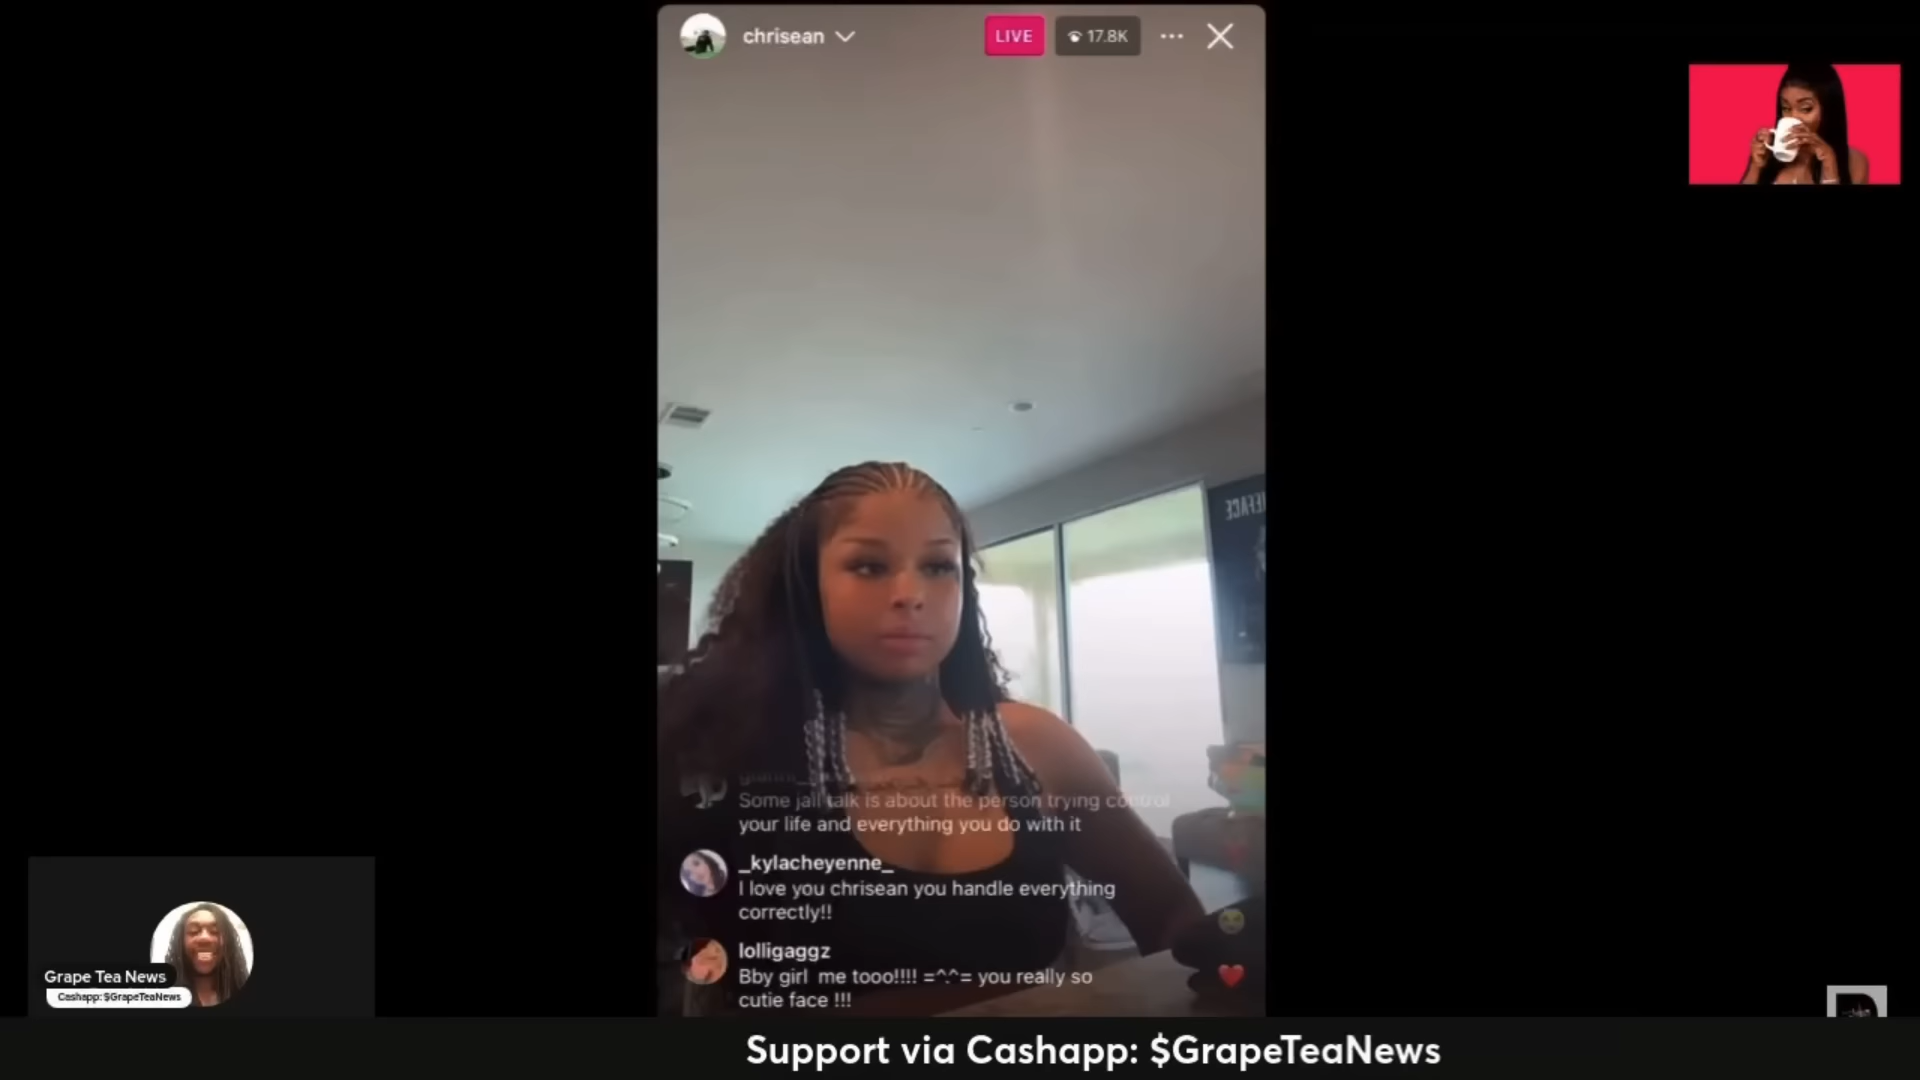 chrisean
LIVE
17.8K
Some jail talk is about the person trying control
your life and everything you do with it
_kylacheyenne_
I love you chrisean you handle everything
correctly!!
lolligaggz
Bby girl me tooo!!!! =^.^= you really so
cutie face !!!
Grape Tea News
Cashapp: $GrapeTeaNews
Support via Cashapp: $GrapeTeaNews